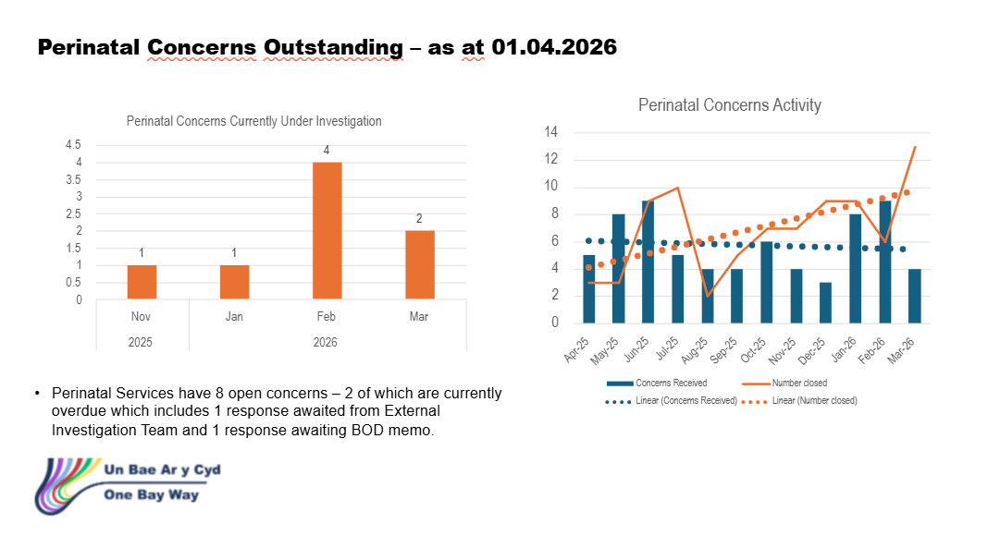 Perinatal Concerns Outstanding – as at 01.04.2026
Perinatal Concerns Currently Under Investigation
4.5
4
3.5
3
2.5
2
1.5
1
0.5
0
1
1
4
2
Nov
Jan
Feb
Mar
2025
2026
Perinatal Concerns Activity
14
12
10
8
6
4
2
0
Apr-25
May-25
Jun-25
Jul-25
Aug-25
Sep-25
Oct-25
Nov-25
Dec-25
Jan-26
Feb-26
Mar-26
Concerns Received
Number closed
Linear (Concerns Received)
Linear (Number closed)
• Perinatal Services have 8 open concerns – 2 of which are currently
overdue which includes 1 response awaited from External
Investigation Team and 1 response awaiting BOD memo.
Un Bae Ar y Cyd
One Bay Way